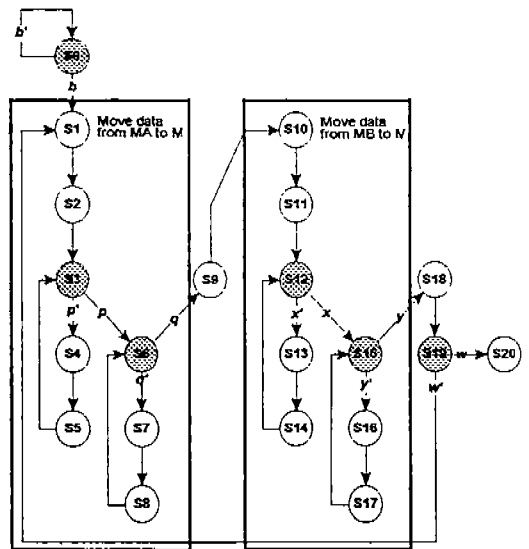 b'
S0
b
S1
Move data
from MA to M
S2
S3
p'
p
S4
S5
S6
q'
q
S7
S8
S9
S10
Move data
from MB to M
S11
S12
x'
x
S13
S14
S15
y'
y
S16
S17
S18
S19
w
S20
w'